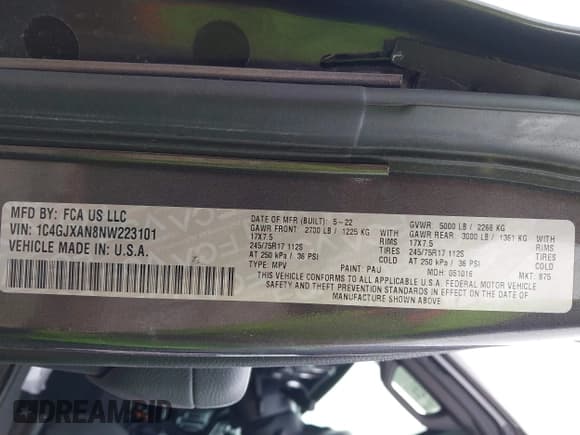 MFD BY: FCA US LLC
VIN: 1C4GJXAN8NW223101
VEHICLE MADE IN: U.S.A.
DATE OF MFR (BUILT): 5-22
GVWR 5000 LB / 2268 KG
GAWR FRONT: 2700 LB / 1225 KG WITH
GAWR REAR: 3000 LB / 1361 KG WITH
17X7.5 RIMS
17X7.5 RIMS
245/75R17 112S TIRES
245/75R17 112S TIRES
AT 250 kPa / 36 PSI COLD
AT 250 kPa / 36 PSI COLD
TYPE: MPV PAINT: PAU MDH: 051016 MKT: 875
THIS VEHICLE CONFORMS TO ALL APPLICABLE U.S.A. FEDERAL MOTOR VEHICLE
SAFETY AND THEFT PREVENTION STANDARDS IN EFFECT ON THE DATE OF
MANUFACTURE SHOWN ABOVE.
DREAMBID